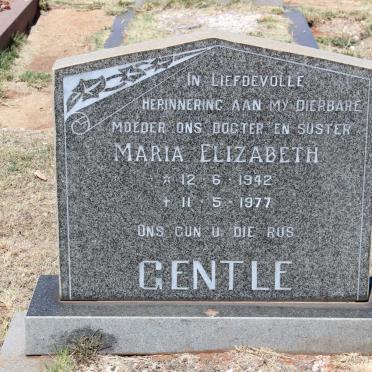 IN LIEFDEVOLLE
HERINNERING AAN MY DIERBARE
MOEDER ONS DOGTER EN SUSTER
MARIA ELIZABETH
* 12-6-1942
+ 11-5-1977
ONS GUN U DIE RUS
GENTLE